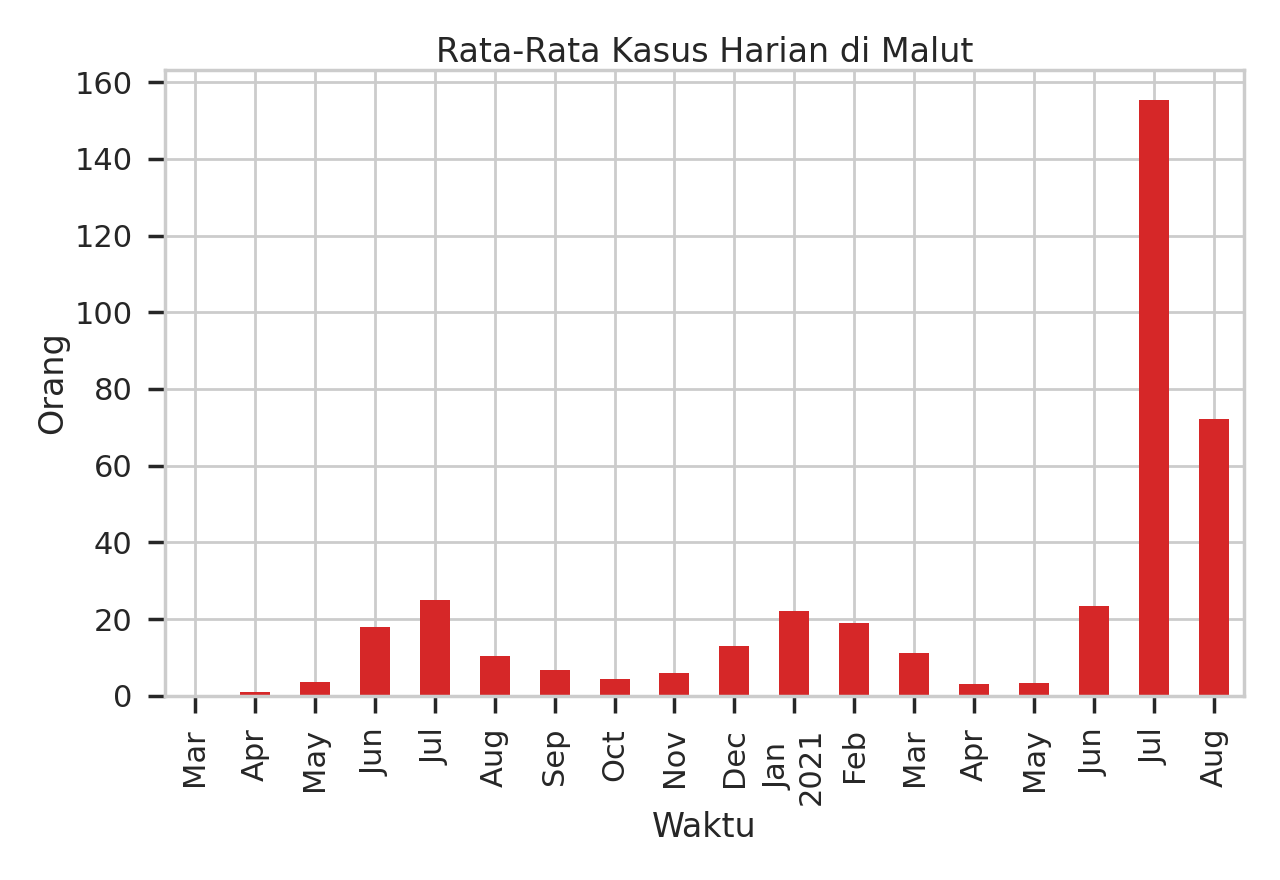 Rata-Rata Kasus Harian di Malut
160
140
120
100
80
60
40
20
0
Orang
Mar
Apr
May
Jun
Jul
Aug
Sep
Oct
Nov
Dec
Jan
2021
Feb
Mar
Apr
May
Jun
Jul
Aug
Waktu